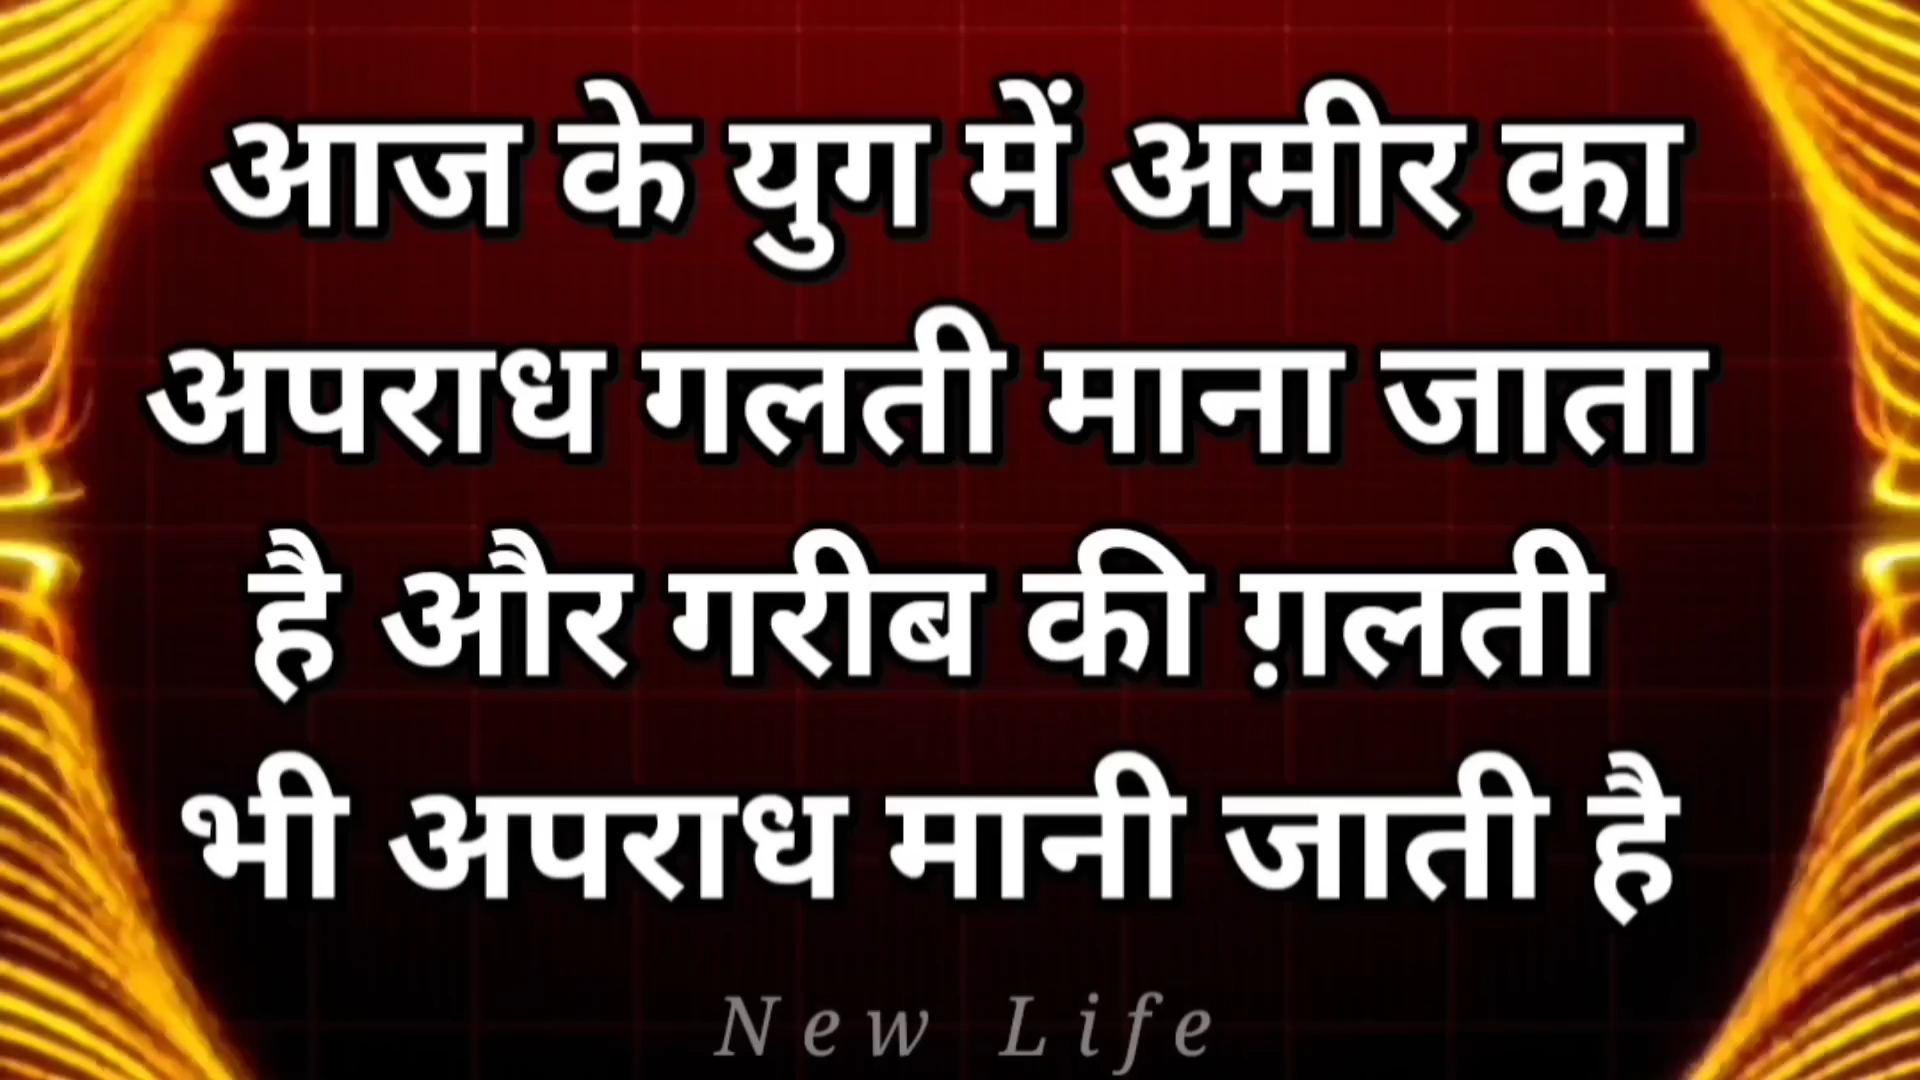 आज के युग में अमीर का
अपराध गलती माना जाता
है और गरीब की ग़लती
भी अपराध मानी जाती है
New Life